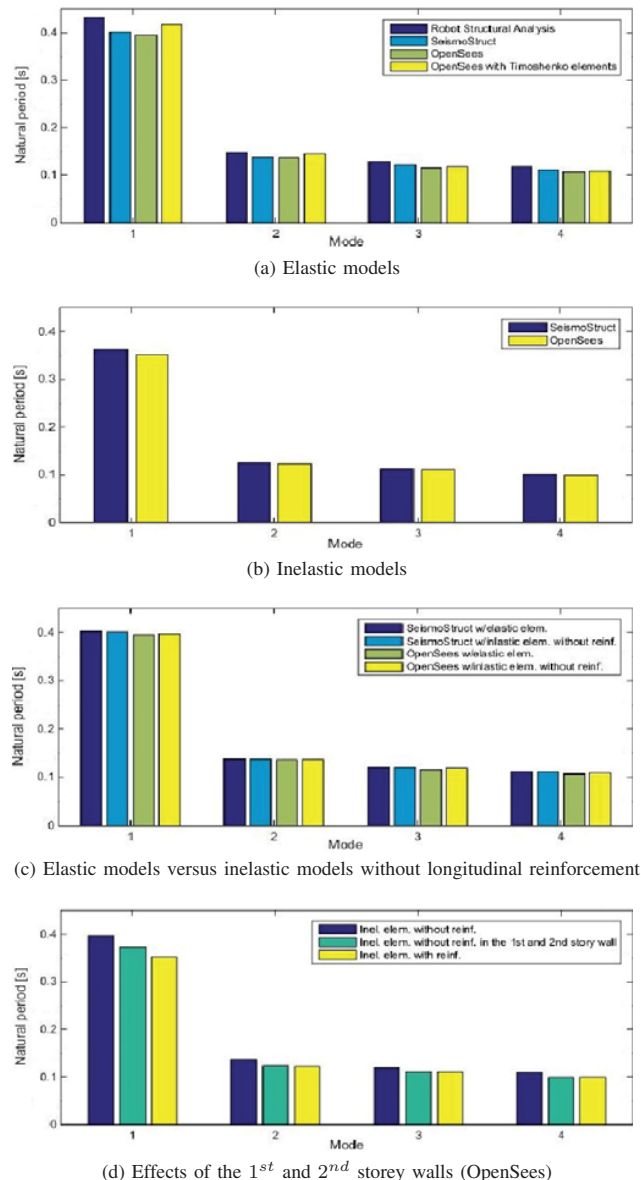 Robot Structural Analysis
SeismoStruct
OpenSees
OpenSees with Timoshenko elements
Natural period [s]
0.4
0.3
0.2
0.1
0
1 2 3 4
Mode
(a) Elastic models
SeismoStruct
OpenSees
Natural period [s]
0.4
0.3
0.2
0.1
0
1 2 3 4
Mode
(b) Inelastic models
SeismoStruct w/elastic elem.
SeismoStruct w/inlastic elem. without reinf.
OpenSees w/elastic elem.
OpenSees w/inlastic elem. without reinf.
Natural period [s]
0.4
0.3
0.2
0.1
0
1 2 3 4
Mode
(c) Elastic models versus inelastic models without longitudinal reinforcement
Inel. elem. without reinf.
Inel. elem. without reinf. in the 1st and 2nd story wall
Inel. elem. with reinf.
Natural period [s]
0.4
0.3
0.2
0.1
0
1 2 3 4
Mode
(d) Effects of the 1st and 2nd storey walls (OpenSees)